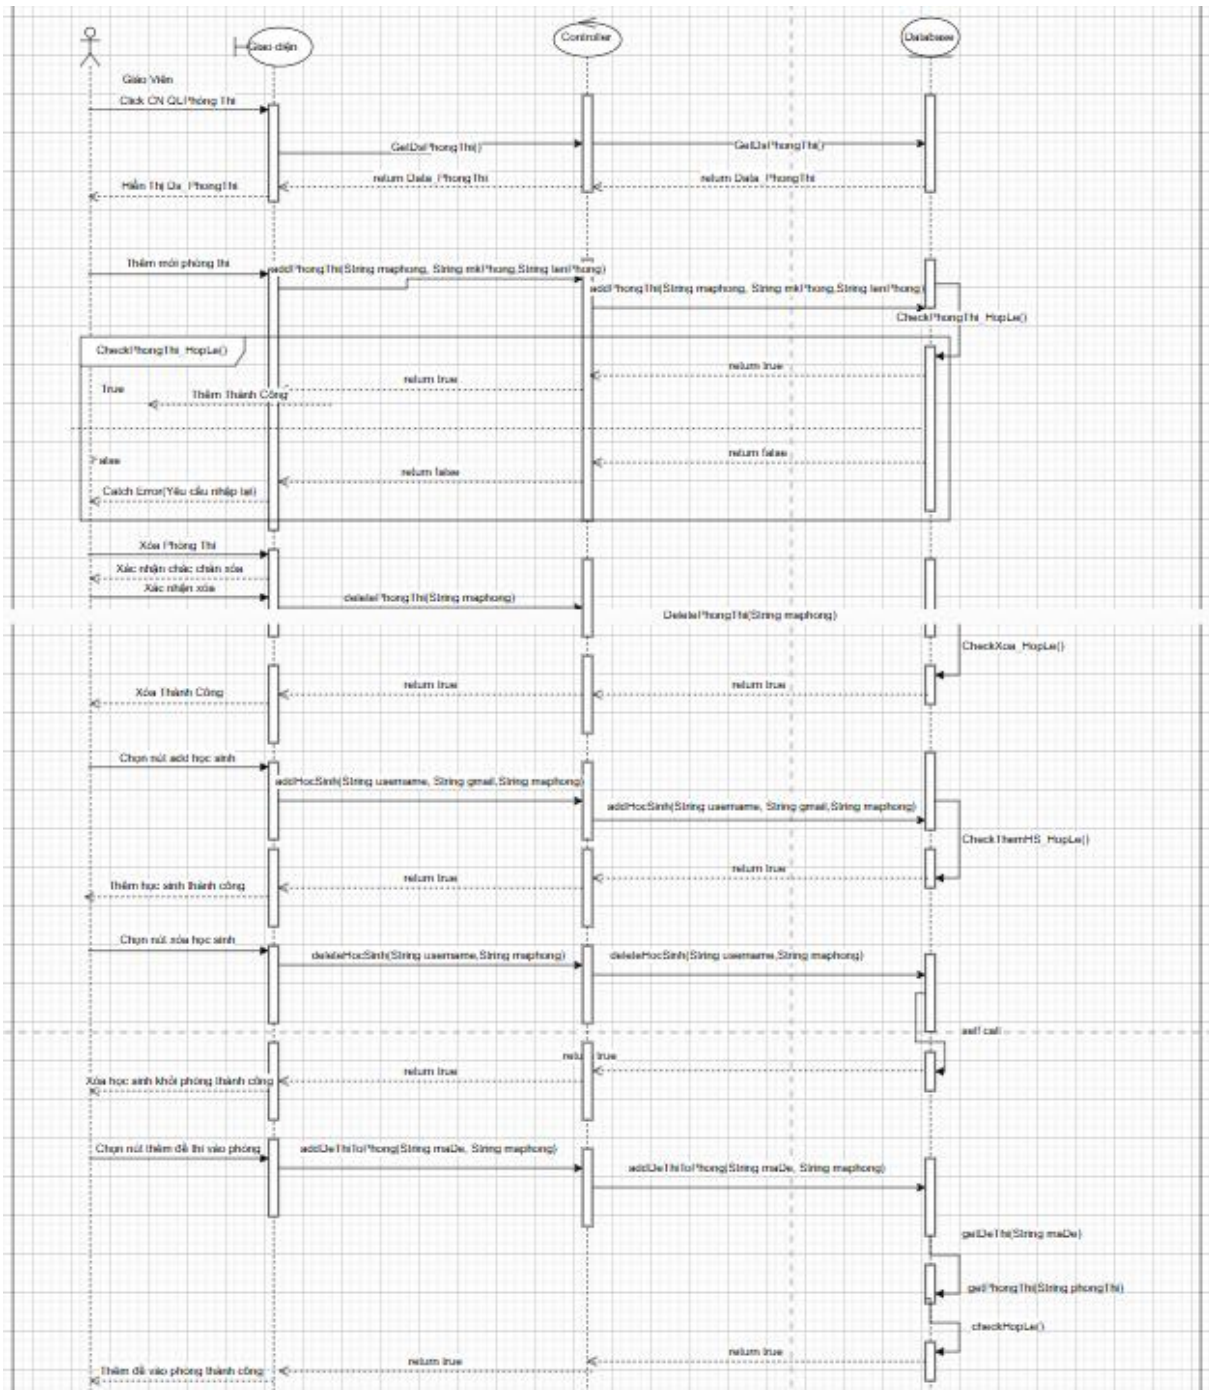 Giao diện
Controller
Database
Giáo Viên
Click CN QLPhòng Thi
GetDsPhongThi()
GetDsPhongThi()
return Data_PhongThi
return Data_PhongThi
Hiển Thị Ds_PhongThi
Thêm mới phòng thi
addPhongThi(String maphong, String mkPhong,String tenPhong)
addPhongThi(String maphong, String mkPhong,String tenPhong)
CheckPhongThi_HopLe()
CheckPhongThi_HopLe()
return true
return true
True
Thêm Thành Công
return false
False
return false
Catch Error(Yêu cầu nhập lại)
Xóa Phòng Thi
Xác nhận chắc chắn xóa
Xác nhận xóa
deletePhongThi(String maphong)
DeletePhongThi(String maphong)
CheckXoa_HopLe()
return true
return true
Xóa Thành Công
Chọn nút add học sinh
addHocSinh(String username, String gmail,String maphong)
addHocSinh(String username, String gmail,String maphong)
CheckThemHS_HopLe()
return true
return true
Thêm học sinh thành công
Chọn nút xóa học sinh
deleteHocSinh(String username,String maphong)
deleteHocSinh(String username,String maphong)
self call
return true
return true
Xóa học sinh khỏi phòng thành công
Chọn nút thêm đề thi vào phòng
addDeThiToPhong(String maDe, String maphong)
addDeThiToPhong(String maDe, String maphong)
getDeThi(String maDe)
getPhongThi(String phongThi)
checkHopLe()
return true
return true
Thêm đề vào phòng thành công